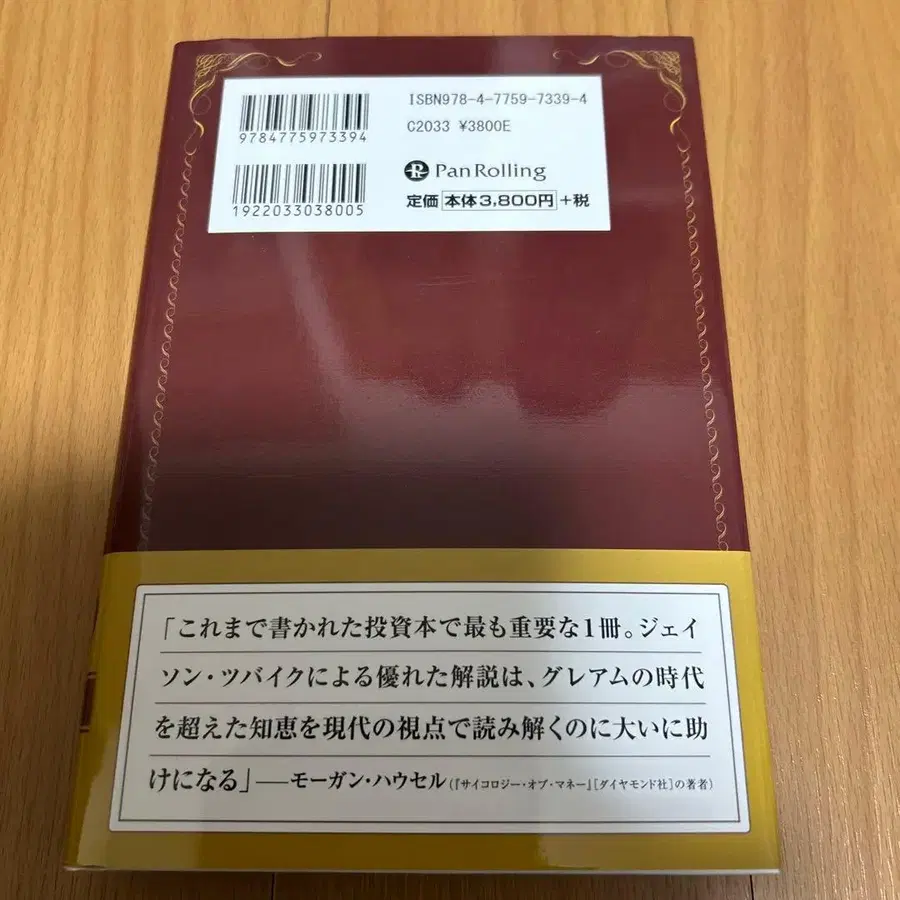 ISBN978-4-7759-7339-4
9784775973394
C2033 ¥3800E
PanRolling
1922033038005
定価 本体3,800円 +税
「これまで書かれた投資本で最も重要な1冊。ジェイ
ソン・ツバイクによる優れた解説は、グレアムの時代
を超えた知恵を現代の視点で読み解くのに大いに助
けになる」──モーガン・ハウセル(『サイコロジー・オブ・マネー』[ダイヤモンド社]の著者)